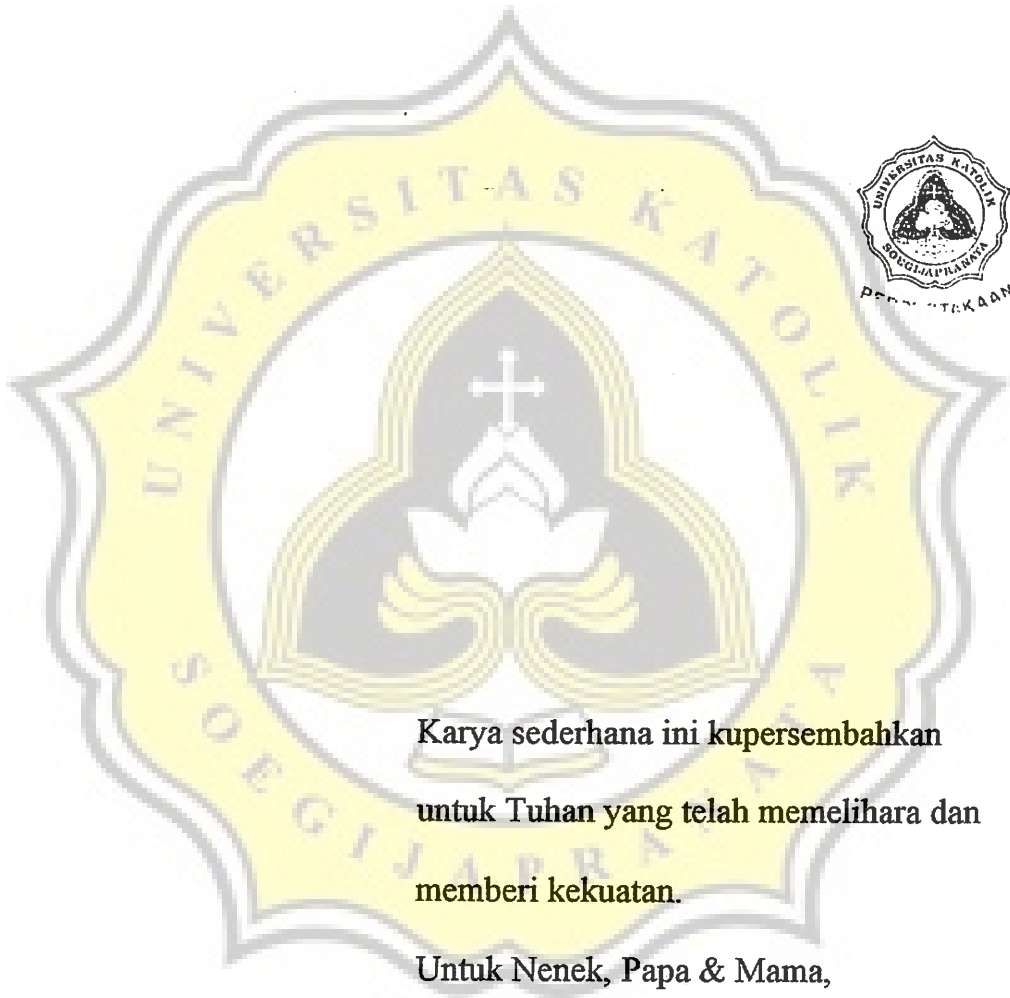 UNIVERSITAS KATOLIK
SOEGIJAPRANATA
UNIVERSITAS KATOLIK
SOEGIJAPRANATA
Karya sederhana ini kupersembahkan
untuk Tuhan yang telah memelihara dan
memberi kekuatan.
Untuk Nenek, Papa & Mama,